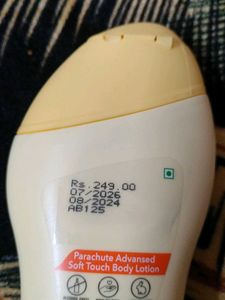 Rs.249.00
07/2026
08/2024
AB125
Parachute Advansed
Soft Touch Body Lotion